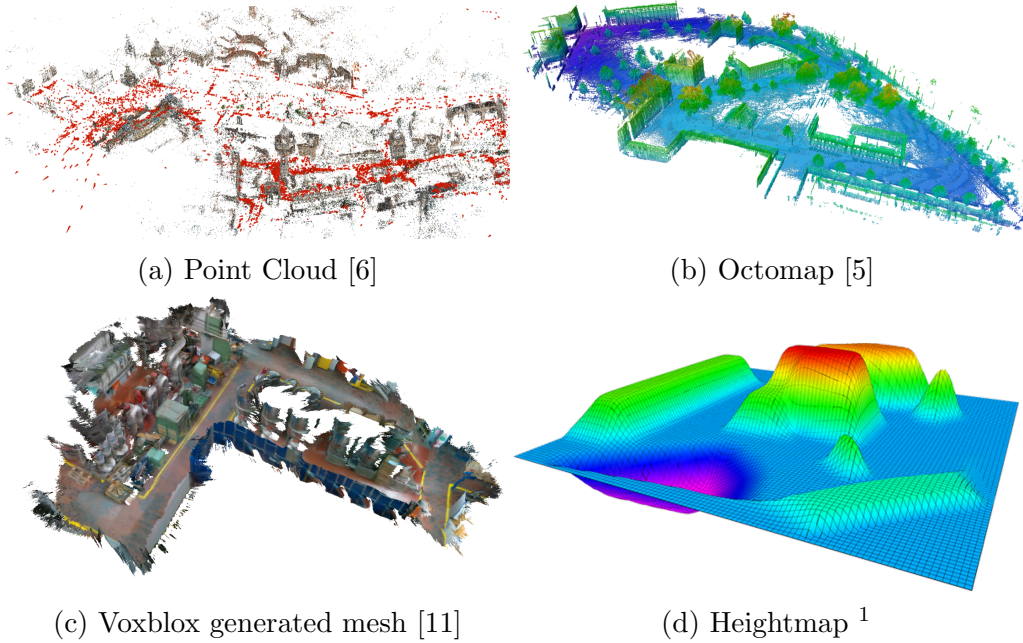 (a) Point Cloud [6]
(b) Octomap [5]
(c) Voxblox generated mesh [11]
(d) Heightmap ¹